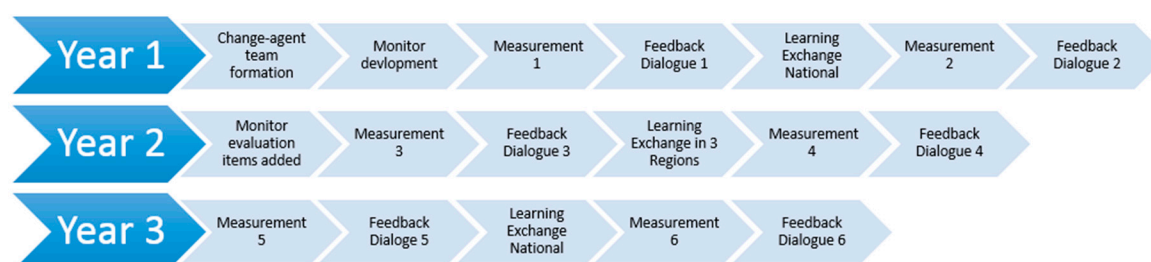 Year 1
Change-agent
team
formation
Monitor
devlopment
Measurement
1
Feedback
Dialogue 1
Learning
Exchange
National
Measurement
2
Feedback
Dialogue 2
Year 2
Monitor
evaluation
items added
Measurement
3
Feedback
Dialogue 3
Learning
Exchange in 3
Regions
Measurement
4
Feedback
Dialogue 4
Year 3
Measurement
5
Feedback
Dialoge 5
Learning
Exchange
National
Measurement
6
Feedback
Dialogue 6